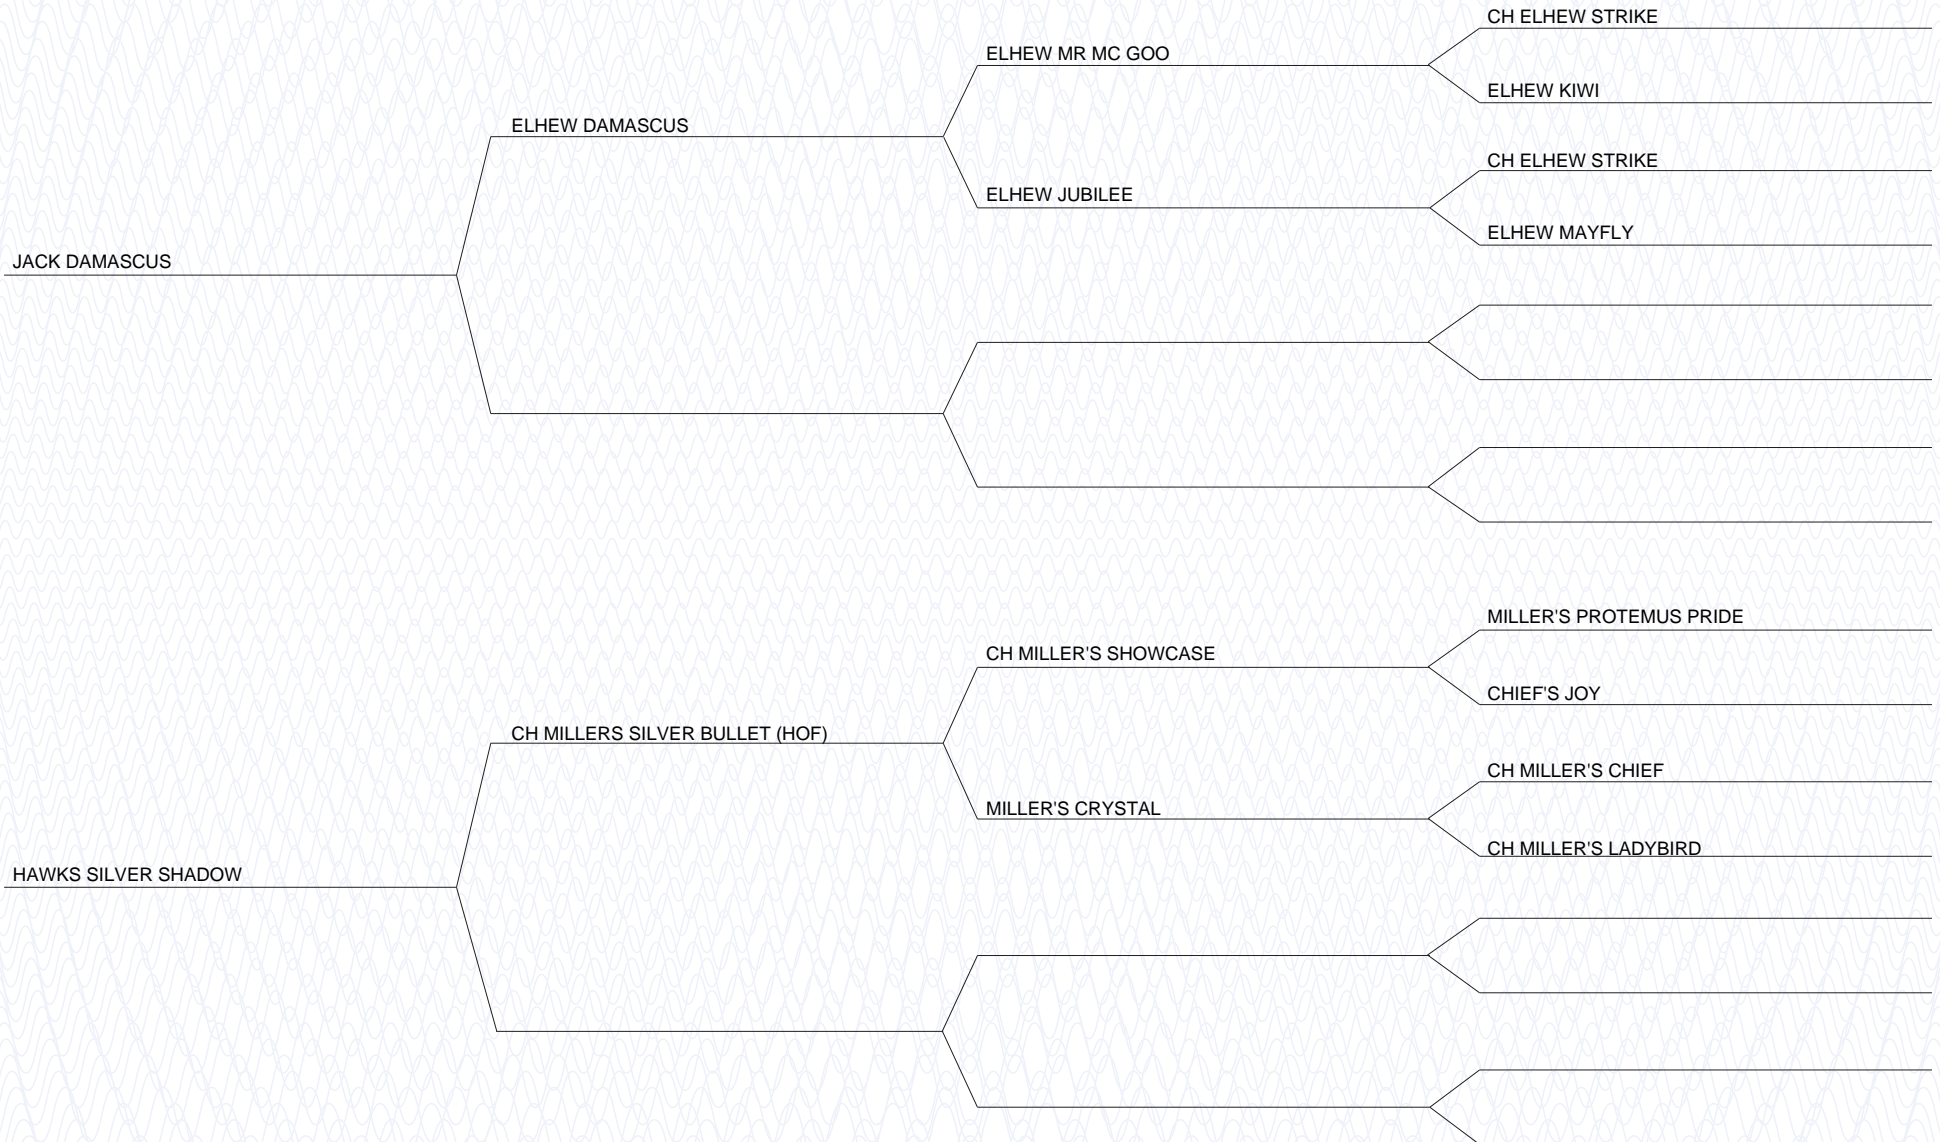 CH ELHEW STRIKE
ELHEW MR MC GOO
ELHEW KIWI
ELHEW DAMASCUS
CH ELHEW STRIKE
ELHEW JUBILEE
ELHEW MAYFLY
JACK DAMASCUS
MILLER'S PROTEMUS PRIDE
CH MILLER'S SHOWCASE
CHIEF'S JOY
CH MILLERS SILVER BULLET (HOF)
CH MILLER'S CHIEF
MILLER'S CRYSTAL
CH MILLER'S LADYBIRD
HAWKS SILVER SHADOW